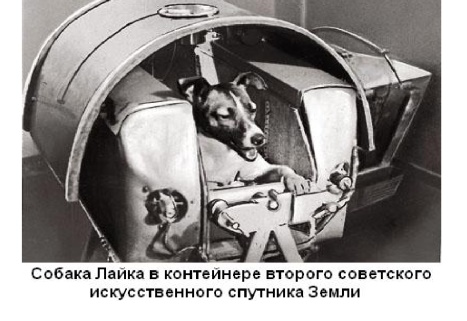 Собака Лайка в контейнере второго советского
искусственного спутника Земли